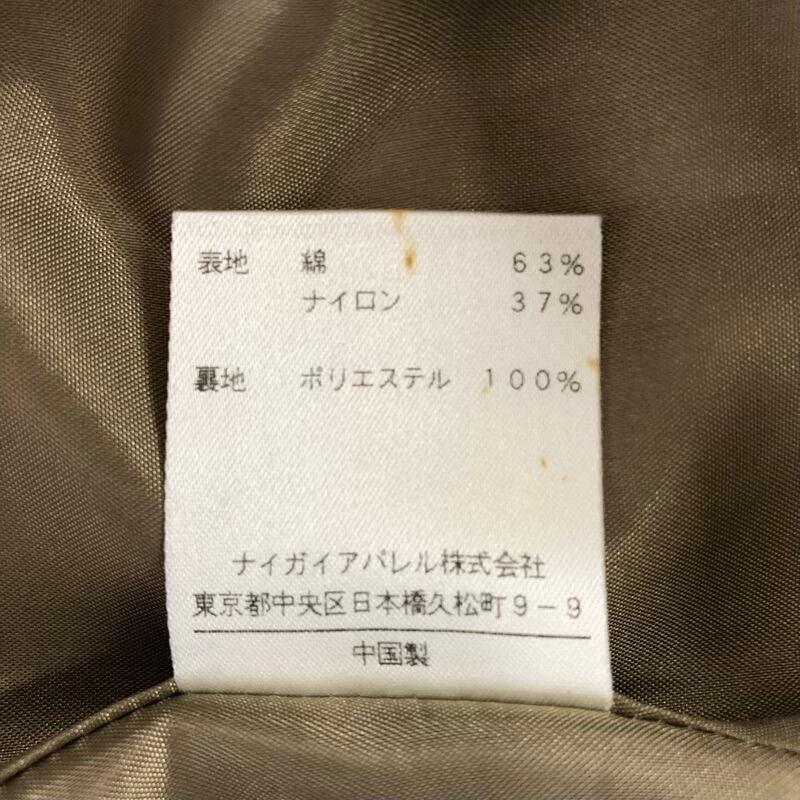 表地 綿 63%
ナイロン 37%
裏地 ポリエステル 100%
ナイガイアパレル株式会社
東京都中央区日本橋久松町9-9
中国製